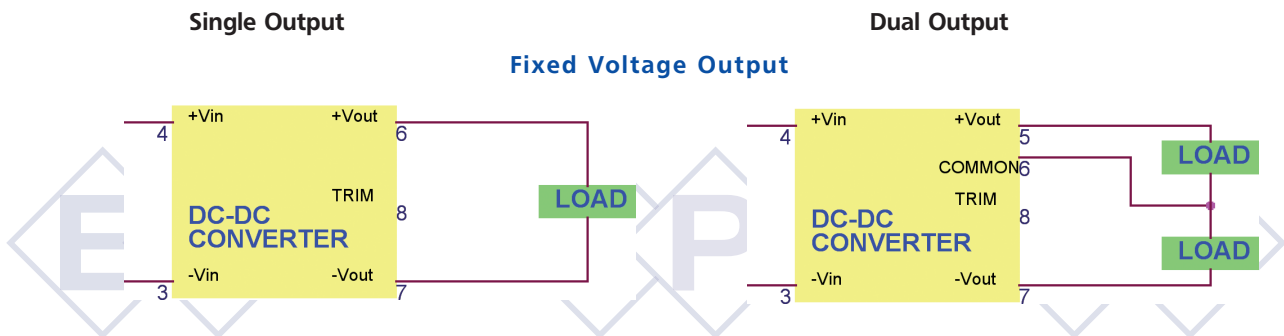 Single Output
Dual Output
Fixed Voltage Output
+Vin
+Vout
4
6
TRIM
8
LOAD
DC-DC
CONVERTER
-Vin
-Vout
3
7
+Vin
+Vout
4
5
LOAD
COMMON
6
TRIM
8
DC-DC
CONVERTER
LOAD
-Vin
-Vout
3
7
E
P